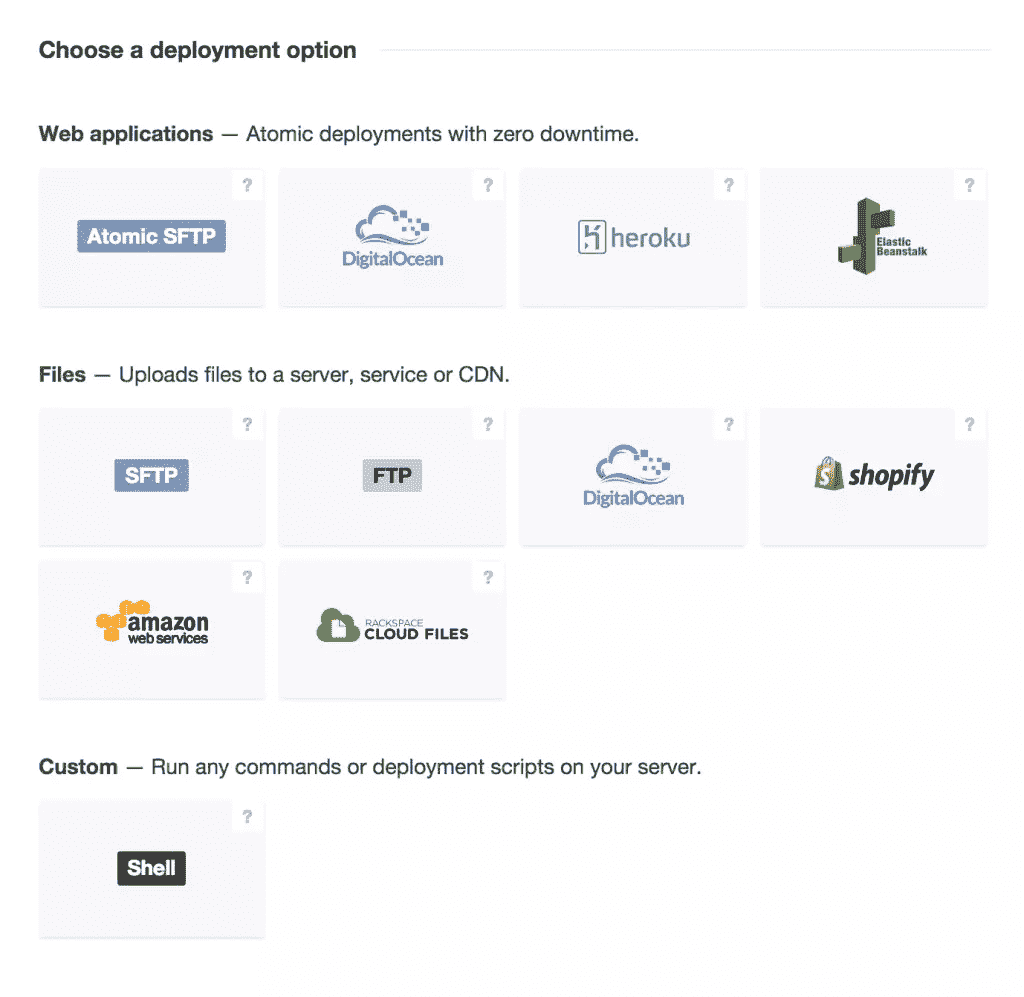 Choose a deployment option
Web applications — Atomic deployments with zero downtime.
?
?
?
?
Atomic SFTP
DigitalOcean
heroku
Elastic
Beanstalk
Files — Uploads files to a server, service or CDN.
?
?
?
?
SFTP
FTP
DigitalOcean
shopify
?
?
amazon
web services
RACKSPACE
CLOUD FILES
Custom — Run any commands or deployment scripts on your server.
?
Shell